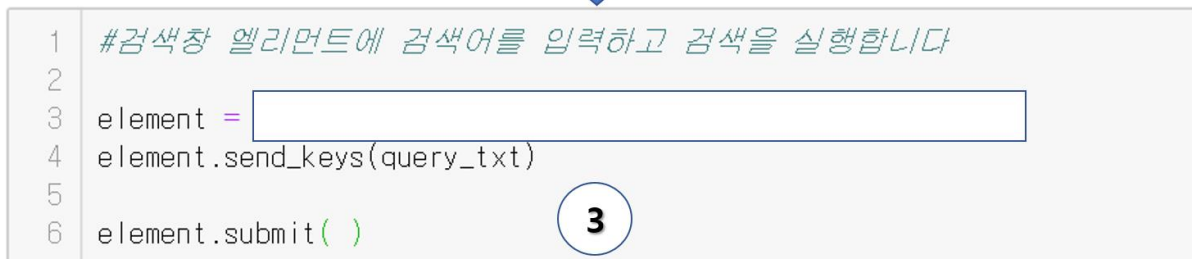 1 #검색창 엘리먼트에 검색어를 입력하고 검색을 실행합니다
2
3 element =
4 element.send_keys(query_txt)
5
6 element.submit( )
3